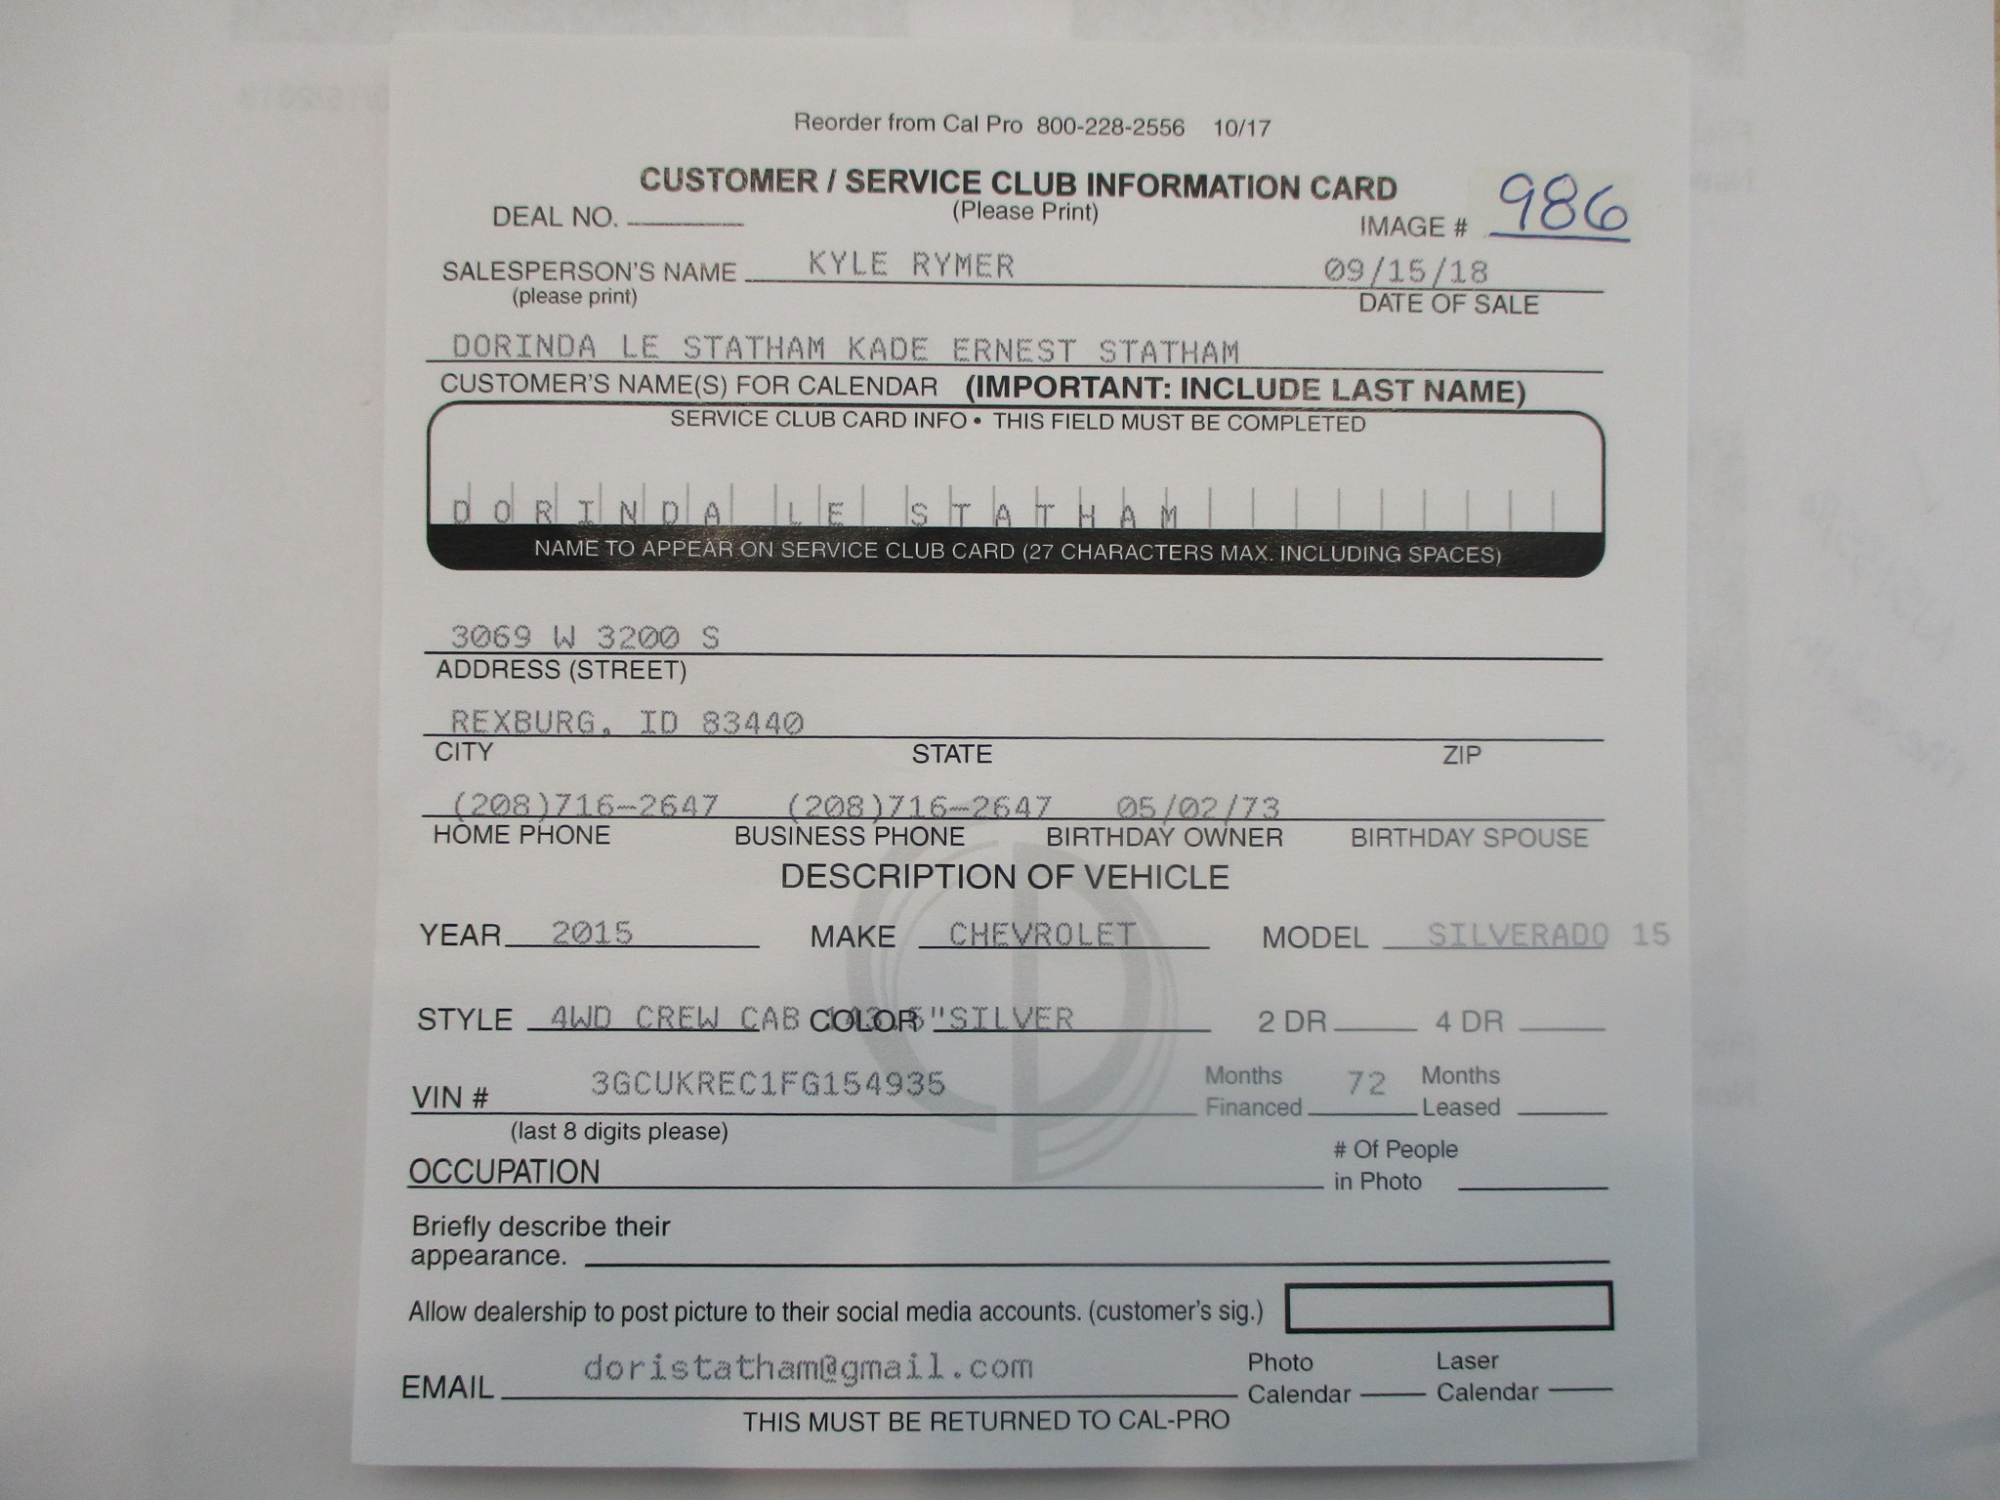 Reorder from Cal Pro 800-228-2556 10/17
CUSTOMER / SERVICE CLUB INFORMATION CARD
(Please Print)
DEAL NO. IMAGE # 986
SALESPERSON'S NAME KYLE RYMER 09/15/18
(please print) DATE OF SALE
DORINDA LE STATHAM KADE ERNEST STATHAM
CUSTOMER'S NAME(S) FOR CALENDAR (IMPORTANT: INCLUDE LAST NAME)
SERVICE CLUB CARD INFO • THIS FIELD MUST BE COMPLETED
DORINDA LE STATHAM
NAME TO APPEAR ON SERVICE CLUB CARD (27 CHARACTERS MAX. INCLUDING SPACES)
3069 W 3200 S
ADDRESS (STREET)
REXBURG, ID 83440
CITY STATE ZIP
(208)716-2647 (208)716-2647 05/02/73
HOME PHONE BUSINESS PHONE BIRTHDAY OWNER BIRTHDAY SPOUSE
DESCRIPTION OF VEHICLE
YEAR 2015 MAKE CHEVROLET MODEL SILVERADO 15
STYLE 4WD CREW CAB COLOR SILVER 2 DR 4 DR
VIN # 3GCUKREC1FG154935 Months Financed 72 Months Leased
(last 8 digits please)
OCCUPATION # Of People in Photo
Briefly describe their
appearance.
Allow dealership to post picture to their social media accounts. (customer's sig.)
EMAIL doristatham@gmail.com Photo Calendar Laser Calendar
THIS MUST BE RETURNED TO CAL-PRO